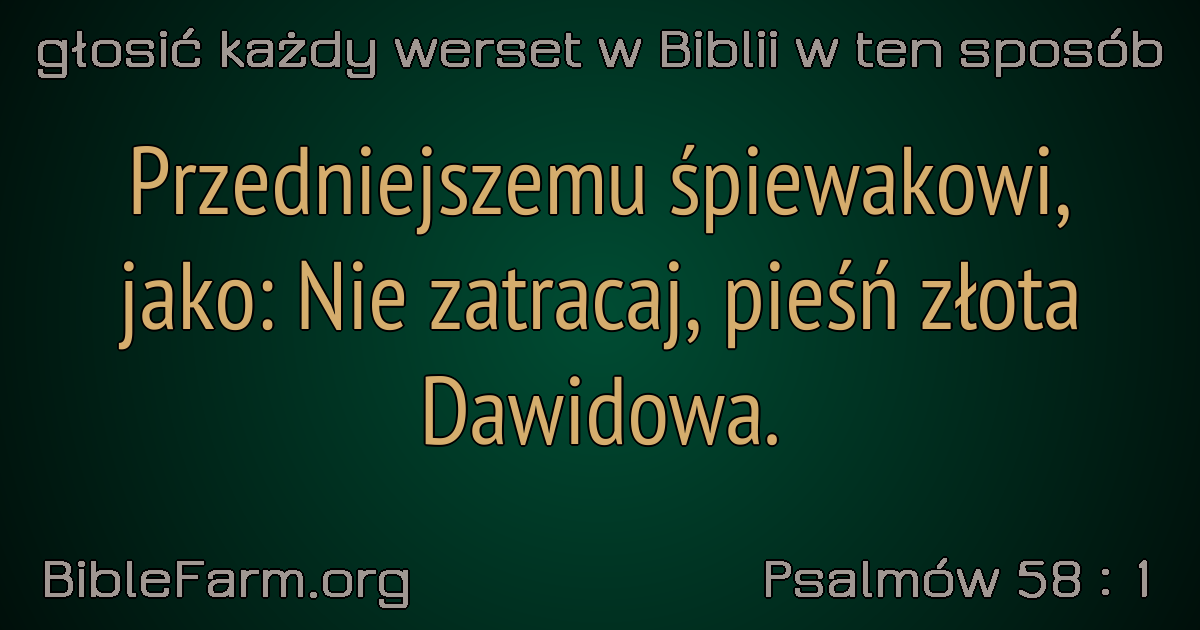 głosić każdy werset w Biblii w ten sposób
Przedniejszemu śpiewakowi,
jako: Nie zatracaj, pieśń złota
Dawidowa.
BibleFarm.org
Psalmów 58 : 1